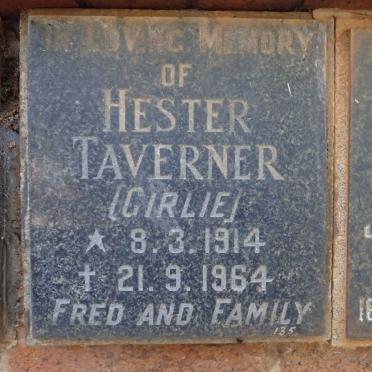 IN LOVING MEMORY
OF
HESTER
TAVERNER
(GIRLIE)
★ 8.3.1914
† 21.9.1964
FRED AND FAMILY
135